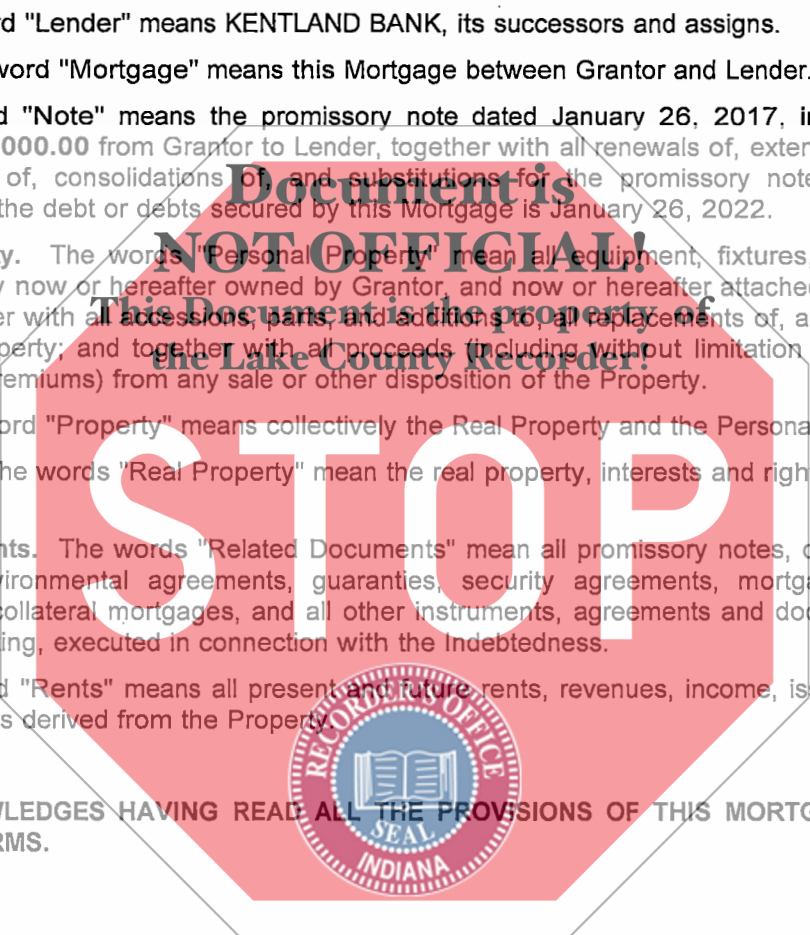 rd "Lender" means KENTLAND BANK, its successors and assigns.
word "Mortgage" means this Mortgage between Grantor and Lender.
d "Note" means the promissory note dated January 26, 2017, in
000.00 from Grantor to Lender, together with all renewals of, exten
of, consolidations of, and substitutions for the promissory note
the debt or debts secured by this Mortgage is January 26, 2022.
Document is
NOT OFFICIAL!
This Document is the property of
the Lake County Recorder!
y. The words "Personal Property" mean all equipment, fixtures,
y now or hereafter owned by Grantor, and now or hereafter attached
er with all accessions, parts, and additions to, all replacements of, a
perty; and together with all proceeds (including without limitation
remiums) from any sale or other disposition of the Property.
ord "Property" means collectively the Real Property and the Persona
he words "Real Property" mean the real property, interests and righ
STOP
nts. The words "Related Documents" mean all promissory notes, c
vironmental agreements, guaranties, security agreements, mortga
collateral mortgages, and all other instruments, agreements and doc
ing, executed in connection with the Indebtedness.
d "Rents" means all present and future rents, revenues, income, is
s derived from the Property.
RECORDER'S OFFICE
SEAL
INDIANA
WLEDGES HAVING READ ALL THE PROVISIONS OF THIS MORTG
RMS.